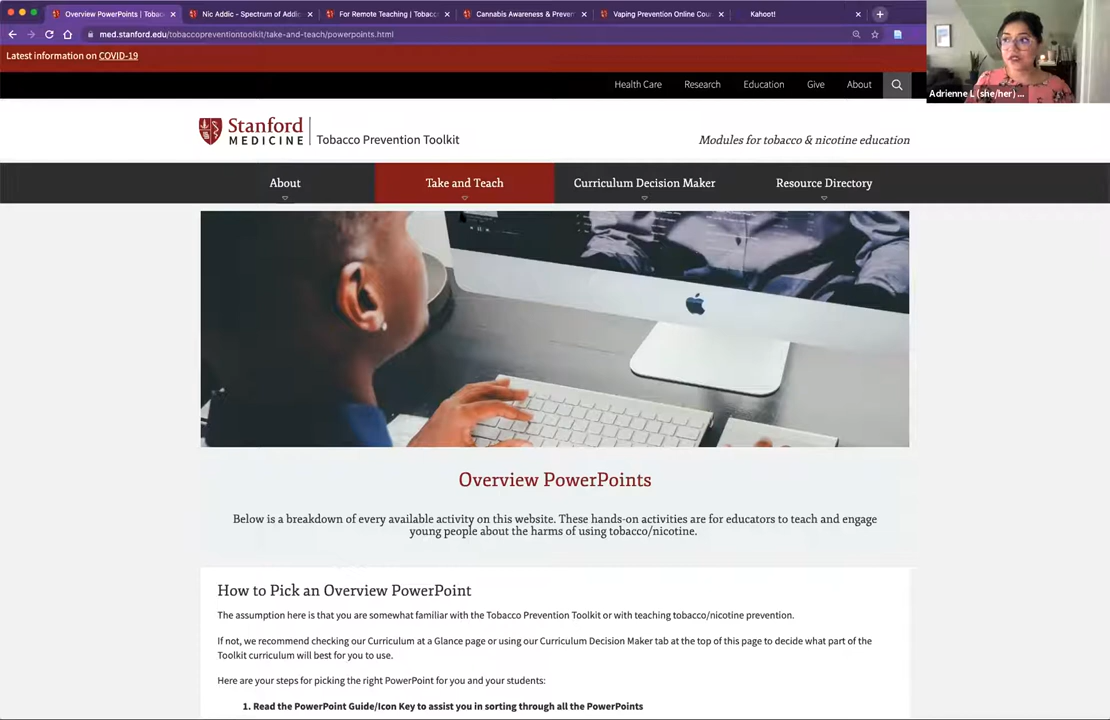 Overview PowerPoints | Tobac
Nic Addic - Spectrum of Addic
For Remote Teaching | Tobacc
Cannabis Awareness & Preven
Vaping Prevention Online Cou
Kahoot!
med.stanford.edu/tobaccopreventiontoolkit/take-and-teach/powerpoints.html
Latest information on COVID-19
Adrienne L (she/her) ...
Health Care
Research
Education
Give
About
Stanford
MEDICINE
Tobacco Prevention Toolkit
Modules for tobacco & nicotine education
About
Take and Teach
Curriculum Decision Maker
Resource Directory
Overview PowerPoints
Below is a breakdown of every available activity on this website. These hands-on activities are for educators to teach and engage
young people about the harms of using tobacco/nicotine.
How to Pick an Overview PowerPoint
The assumption here is that you are somewhat familiar with the Tobacco Prevention Toolkit or with teaching tobacco/nicotine prevention.
If not, we recommend checking our Curriculum at a Glance page or using our Curriculum Decision Maker tab at the top of this page to decide what part of the
Toolkit curriculum will best for you to use.
Here are your steps for picking the right PowerPoint for you and your students:
1. Read the PowerPoint Guide/Icon Key to assist you in sorting through all the PowerPoints